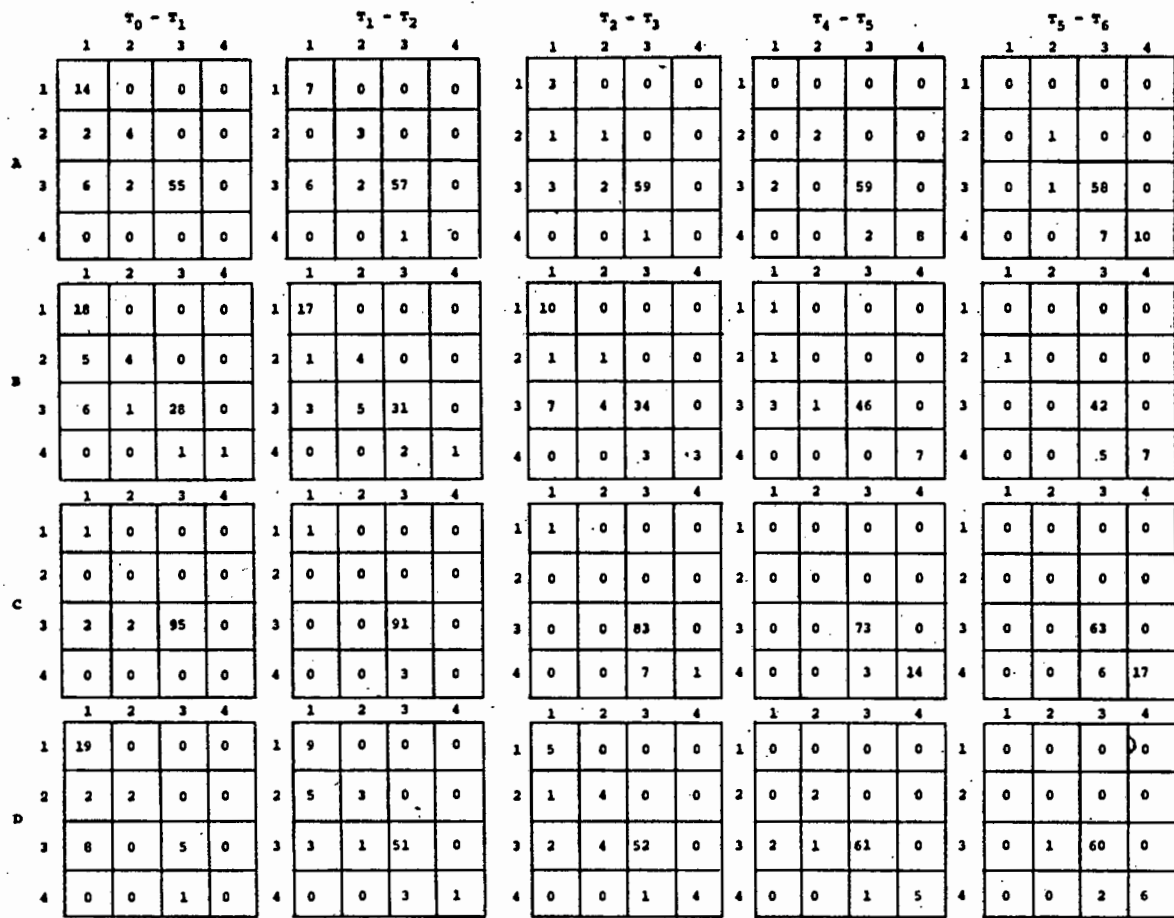 T0 - T1 T1 - T2 T2 - T3 T4 - T5 T5 - T6
1 2 3 4 1 2 3 4 1 2 3 4 1 2 3 4 1 2 3 4
1 14 0 0 0 1 7 0 0 0 1 3 0 0 0 1 0 0 0 0 1 0 0 0 0
2 2 4 0 0 2 0 3 0 0 2 1 1 0 0 2 0 2 0 0 2 0 1 0 0
A
3 6 2 55 0 3 6 2 57 0 3 3 2 59 0 3 2 0 59 0 3 0 1 58 0
4 0 0 0 0 4 0 0 1 0 4 0 0 1 0 4 0 0 2 8 4 0 0 7 10
1 2 3 4 1 2 3 4 1 2 3 4 1 2 3 4 1 2 3 4
1 18 0 0 0 1 17 0 0 0 1 10 0 0 0 1 1 0 0 0 1 0 0 0 0
2 5 4 0 0 2 1 4 0 0 2 1 1 0 0 2 1 0 0 0 2 1 0 0 0
B
3 6 1 28 0 3 3 5 31 0 3 7 4 34 0 3 3 1 46 0 3 0 0 42 0
4 0 0 1 1 4 0 0 2 1 4 0 0 3 3 4 0 0 0 7 4 0 0 5 7
1 2 3 4 1 2 3 4 1 2 3 4 1 2 3 4 1 2 3 4
1 1 0 0 0 1 1 0 0 0 1 1 0 0 0 1 0 0 0 0 1 0 0 0 0
2 0 0 0 0 2 0 0 0 0 2 0 0 0 0 2 0 0 0 0 2 0 0 0 0
C
3 2 2 95 0 3 0 0 91 0 3 0 0 83 0 3 0 0 73 0 3 0 0 63 0
4 0 0 0 0 4 0 0 3 0 4 0 0 7 1 4 0 0 3 14 4 0 0 6 17
1 2 3 4 1 2 3 4 1 2 3 4 1 2 3 4 1 2 3 4
1 19 0 0 0 1 9 0 0 0 1 5 0 0 0 1 0 0 0 0 1 0 0 0 0
2 2 2 0 0 2 5 3 0 0 2 1 4 0 0 2 0 2 0 0 2 0 0 0 0
D
3 8 0 5 0 3 3 1 51 0 3 2 4 52 0 3 2 1 61 0 3 0 1 60 0
4 0 0 1 0 4 0 0 3 1 4 0 0 1 4 4 0 0 1 5 4 0 0 2 6